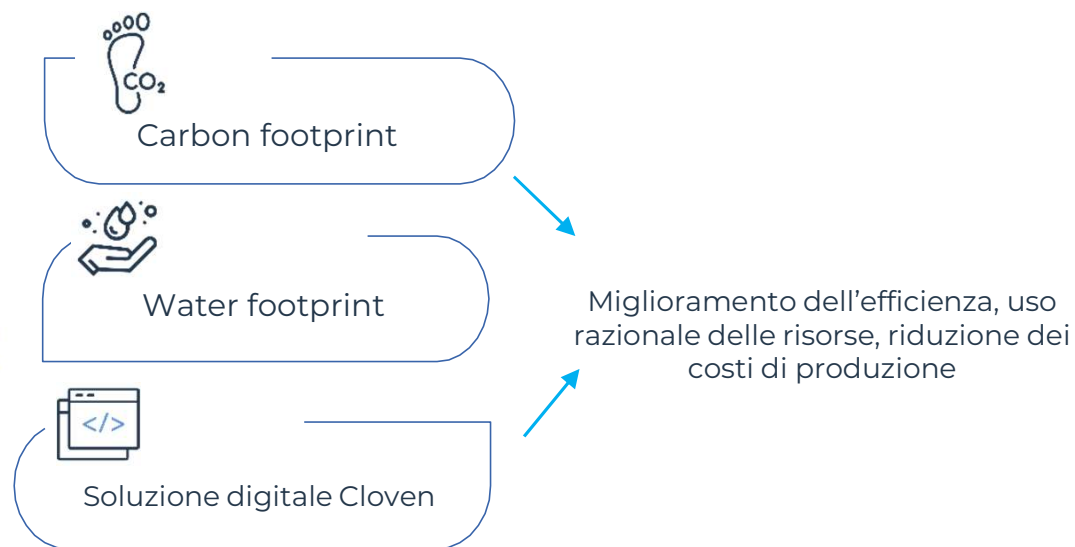 CO₂
Carbon footprint
Water footprint
</>
Soluzione digitale Cloven
Miglioramento dell’efficienza, uso
razionale delle risorse, riduzione dei
costi di produzione